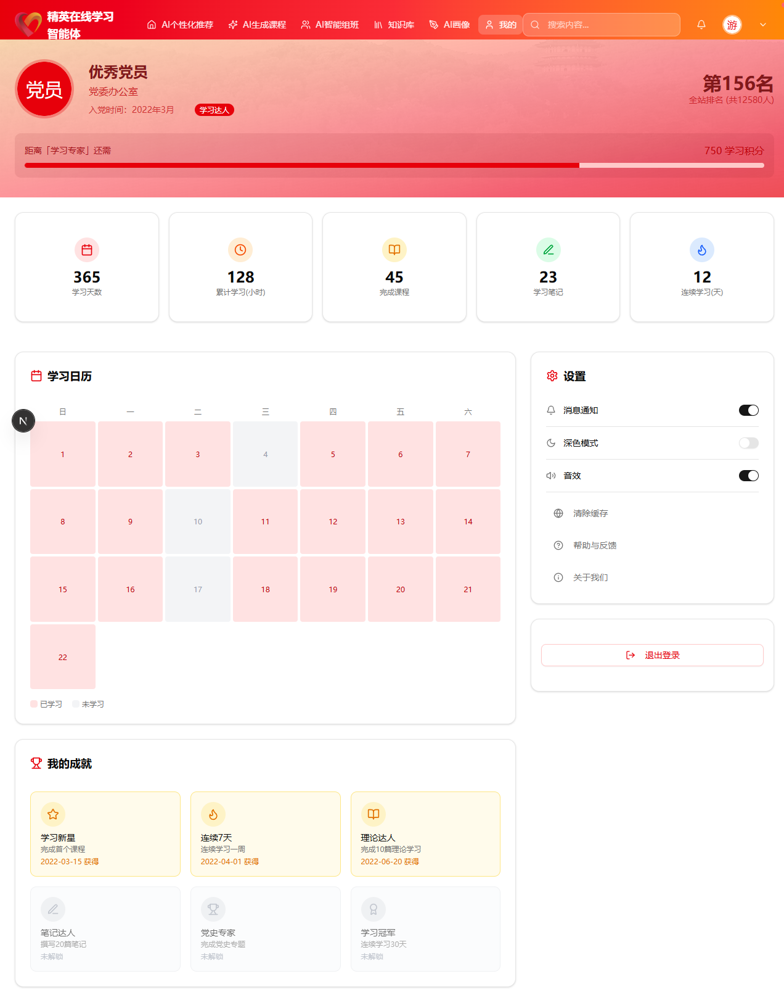 精英在线学习
智能体
AI个性化推荐
AI生成课程
AI智能组班
知识库
AI画像
我的
搜索内容...
游
党员
优秀党员
党委办公室
入党时间：2022年3月
学习达人
第156名
全站排名 (共12580人)
距离「学习专家」还需
750 学习积分
365
学习天数
128
累计学习(小时)
45
完成课程
23
学习笔记
12
连续学习(天)
学习日历
日 一 二 三 四 五 六
1 2 3 4 5 6 7
8 9 10 11 12 13 14
15 16 17 18 19 20 21
22
已学习 未学习
N
设置
消息通知
深色模式
音效
清除缓存
帮助与反馈
关于我们
退出登录
我的成就
学习新星
完成首个课程
2022-03-15 获得
连续7天
连续学习一周
2022-04-01 获得
理论达人
完成10篇理论学习
2022-06-20 获得
笔记达人
撰写20篇笔记
未解锁
党史专家
完成党史专题
未解锁
学习冠军
连续学习30天
未解锁